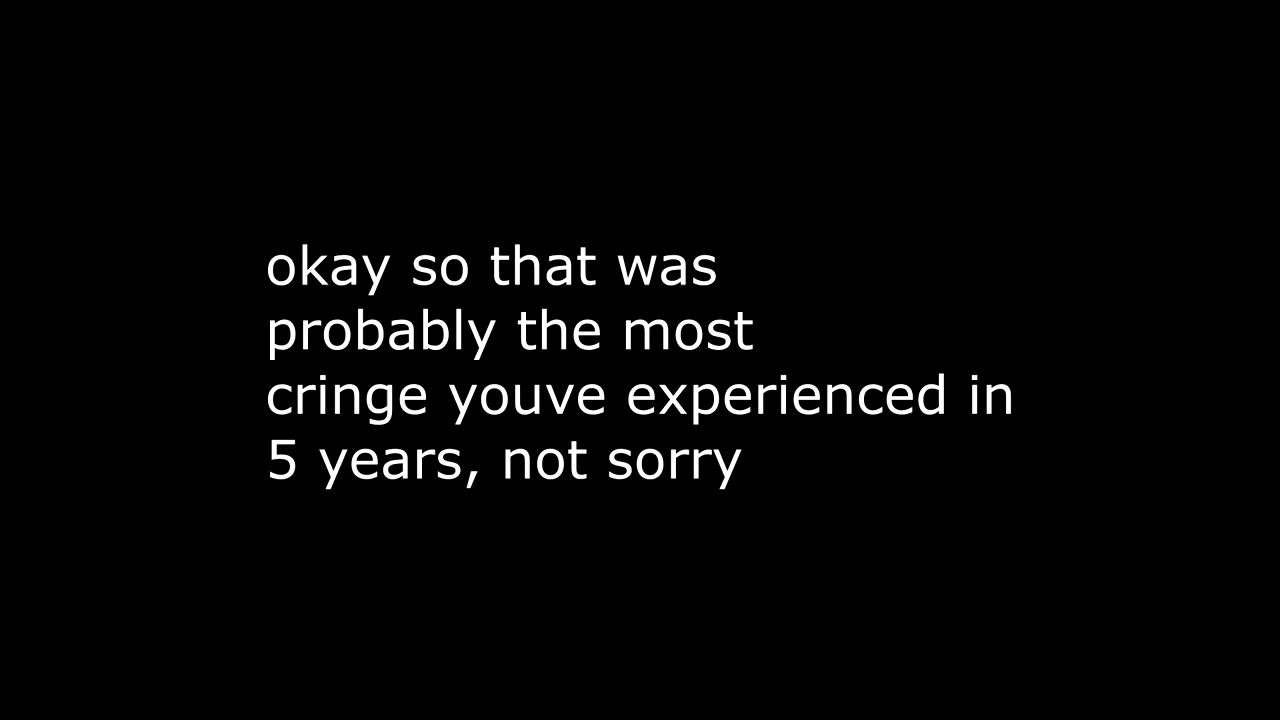 okay so that was
probably the most
cringe youve experienced in
5 years, not sorry